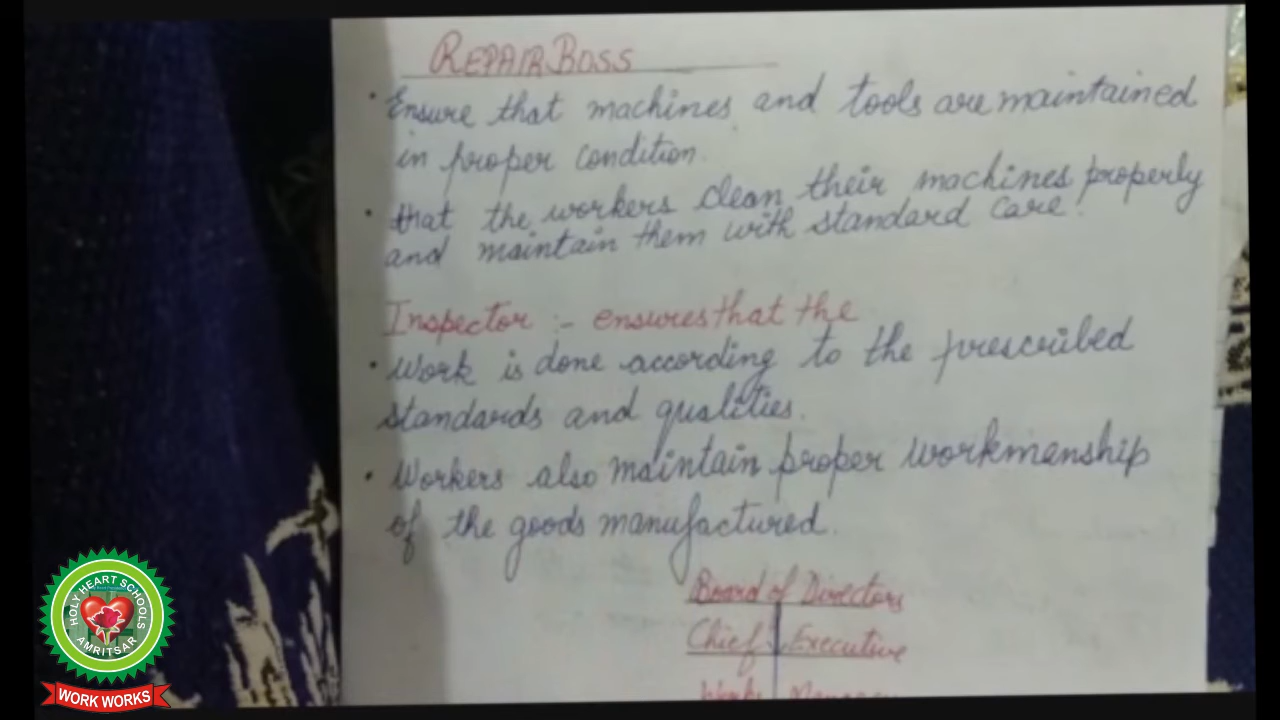 REPAIR BOSS
• Ensure that machines and tools are maintained
in proper condition.
• that the workers clean their machines properly
and maintain them with standard care.
Inspector :- ensures that the
• Work is done according to the prescribed
standards and qualities.
• Workers also maintain proper workmanship
of the goods manufactured.
Board of Directors
Chief Executive
HOLY HEART SCHOOLS
AMRITSAR
WORK WORKS